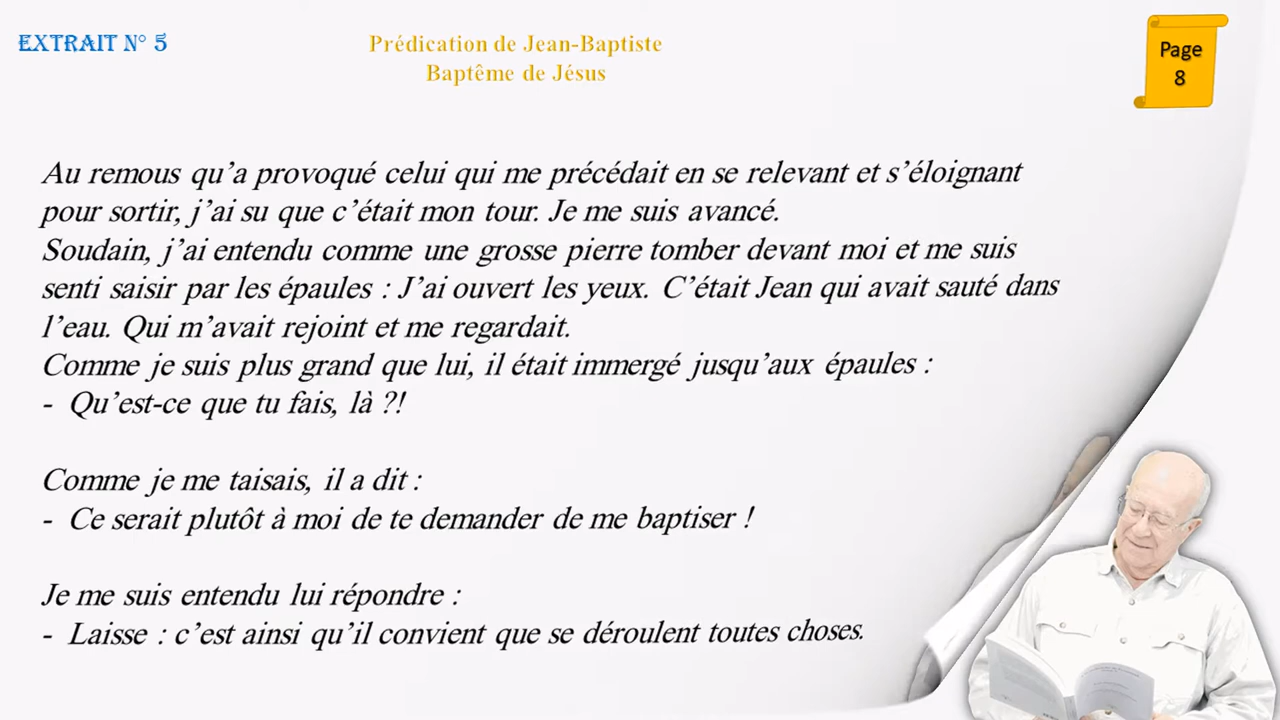 EXTRAIT N° 5
Prédication de Jean-Baptiste
Baptême de Jésus
Page
8
Au remous qu’a provoqué celui qui me précédait en se relevant et s’éloignant
pour sortir, j’ai su que c’était mon tour. Je me suis avancé.
Soudain, j’ai entendu comme une grosse pierre tomber devant moi et me suis
senti saisir par les épaules : J’ai ouvert les yeux. C’était Jean qui avait sauté dans
l’eau. Qui m’avait rejoint et me regardait.
Comme je suis plus grand que lui, il était immergé jusqu’aux épaules :
- Qu’est-ce que tu fais, là ?!
Comme je me taisais, il a dit :
- Ce serait plutôt à moi de te demander de me baptiser !
Je me suis entendu lui répondre :
- Laisse : c’est ainsi qu’il convient que se déroulent toutes choses.